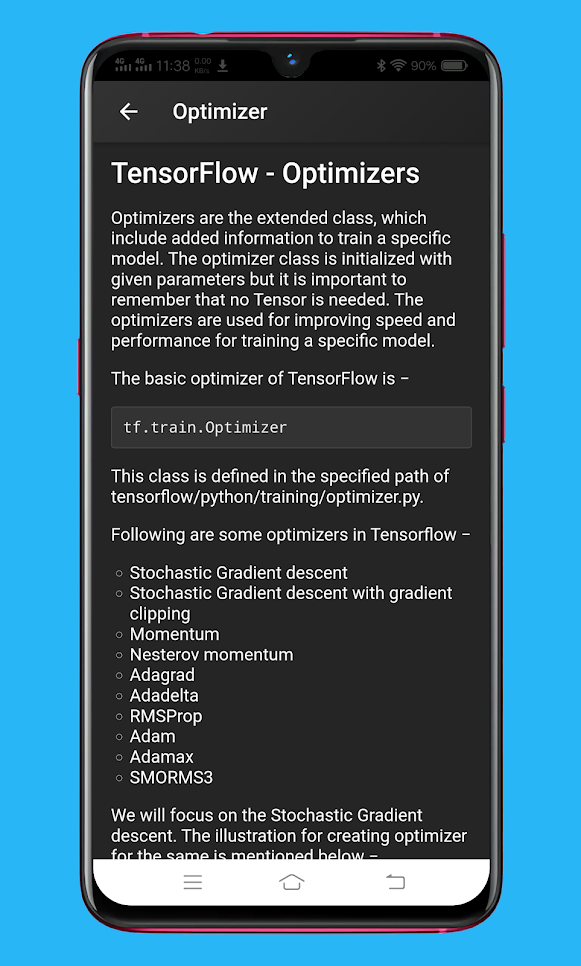 4G 4G 11:38 0.00 KB/s 90%
Optimizer
TensorFlow - Optimizers
Optimizers are the extended class, which
include added information to train a specific
model. The optimizer class is initialized with
given parameters but it is important to
remember that no Tensor is needed. The
optimizers are used for improving speed and
performance for training a specific model.
The basic optimizer of TensorFlow is −
tf.train.Optimizer
This class is defined in the specified path of
tensorflow/python/training/optimizer.py.
Following are some optimizers in Tensorflow −
Stochastic Gradient descent
Stochastic Gradient descent with gradient
clipping
Momentum
Nesterov momentum
Adagrad
Adadelta
RMSProp
Adam
Adamax
SMORMS3
We will focus on the Stochastic Gradient
descent. The illustration for creating optimizer
for the same is mentioned below −